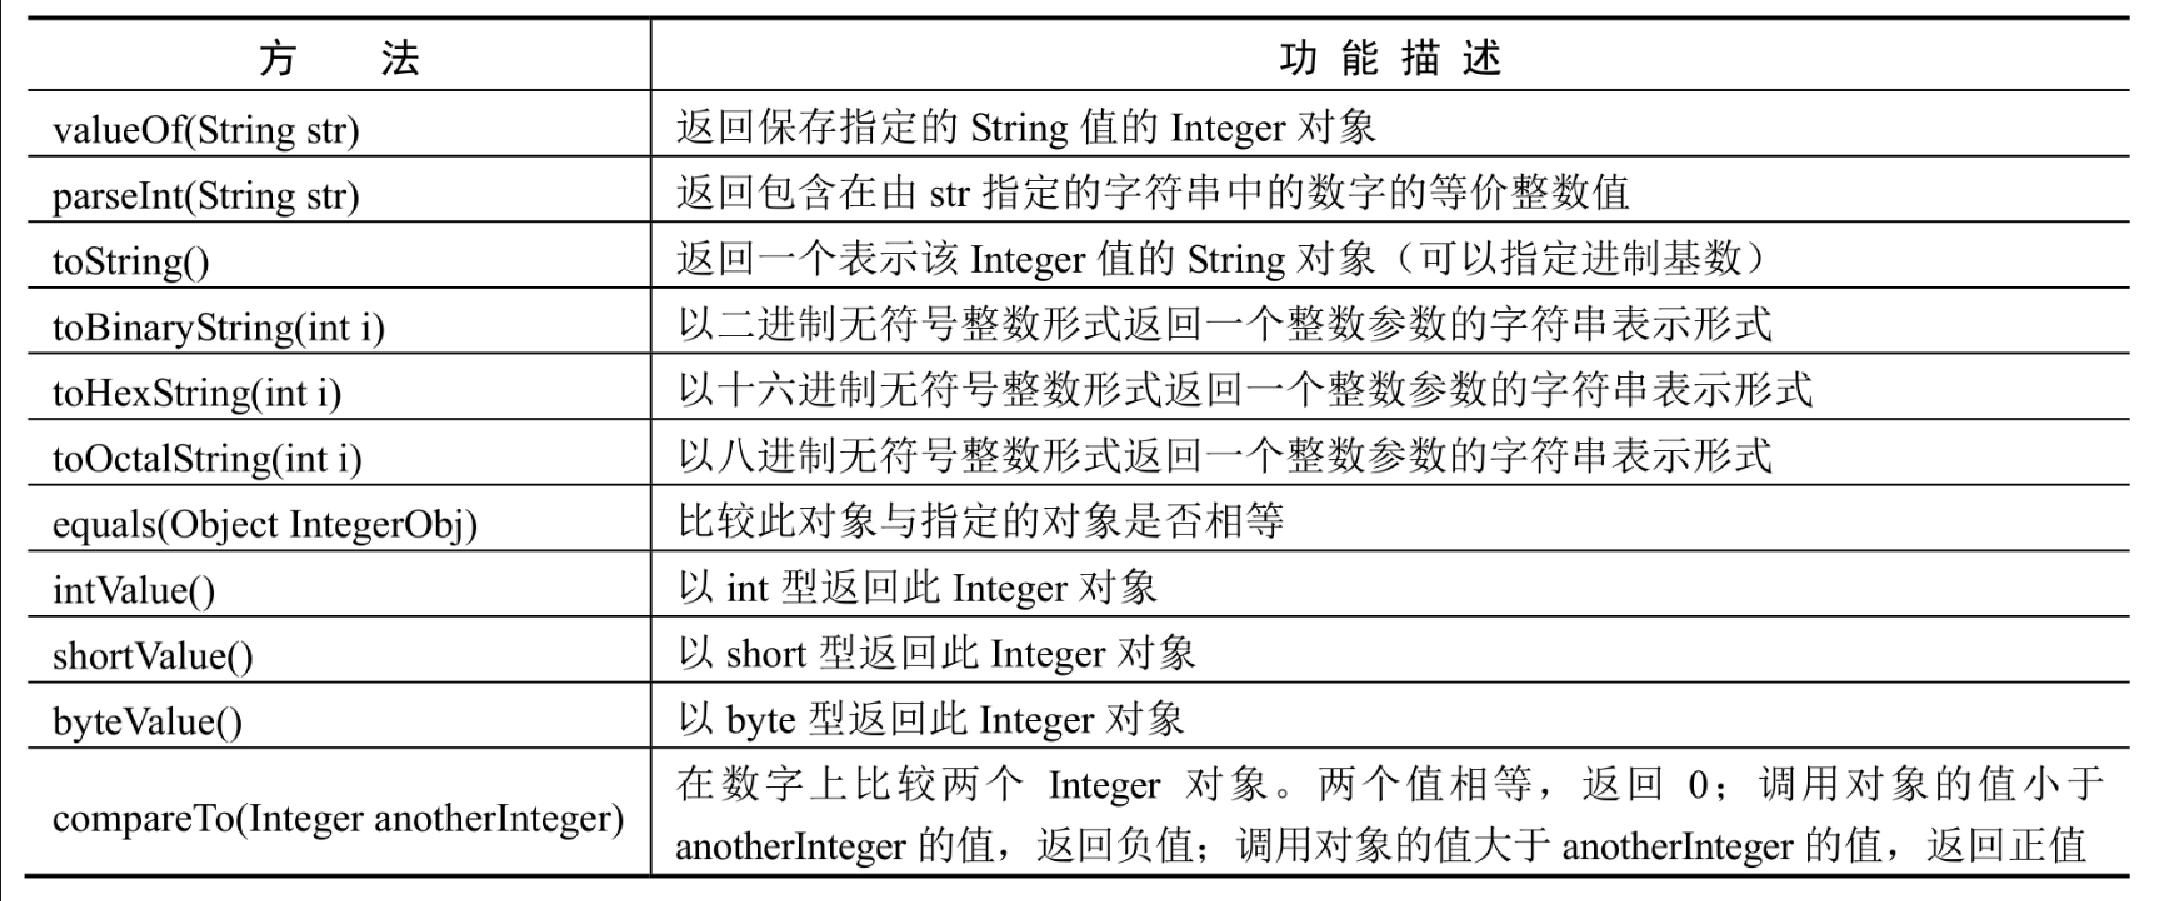 方 法 功 能 描 述
valueOf(String str) 返回保存指定的 String 值的 Integer 对象
parseInt(String str) 返回包含在由 str 指定的字符串中的数字的等价整数值
toString() 返回一个表示该 Integer 值的 String 对象（可以指定进制基数）
toBinaryString(int i) 以二进制无符号整数形式返回一个整数参数的字符串表示形式
toHexString(int i) 以十六进制无符号整数形式返回一个整数参数的字符串表示形式
toOctalString(int i) 以八进制无符号整数形式返回一个整数参数的字符串表示形式
equals(Object IntegerObj) 比较此对象与指定的对象是否相等
intValue() 以 int 型返回此 Integer 对象
shortValue() 以 short 型返回此 Integer 对象
byteValue() 以 byte 型返回此 Integer 对象
compareTo(Integer anotherInteger) 在数字上比较两个 Integer 对象。两个值相等，返回 0；调用对象的值小于
anotherInteger 的值，返回负值；调用对象的值大于 anotherInteger 的值，返回正值